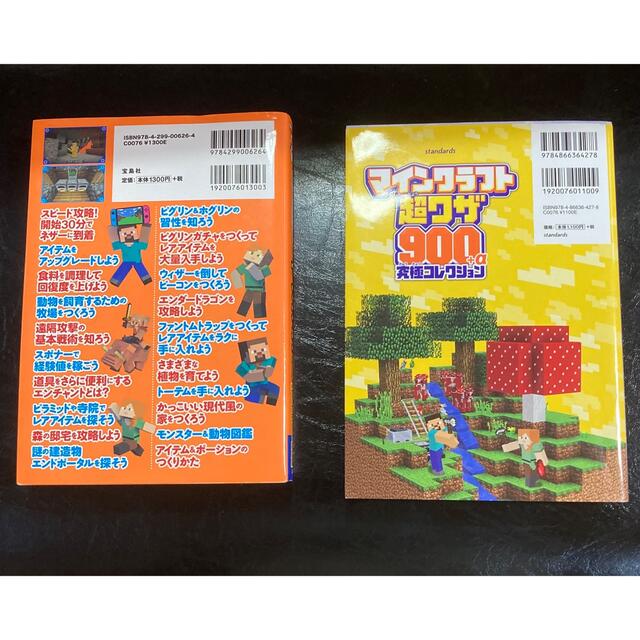 ISBN978-4-299-00626-4
C0076 ¥1300E
宝島社
定価：本体1300円+税
9784299006264
1920076013003
スピード攻略！
開始30分で
ネザーに到着
アイテムを
アップグレードしよう
食料を調理して
回復度を上げよう
動物を飼育するための
牧場をつくろう
遠隔攻撃の
基本戦術を知ろう
スポナーで
経験値を稼ごう
道具をさらに便利にする
エンチャントとは？
ピラミッドや寺院で
レアアイテムを探そう
森の邸宅を攻略しよう
謎の建造物
エンドポータルを探そう
ピグリン&ホグリンの
習性を知ろう
ピグリンガチャをつくって
レアアイテムを
大量入手しよう
ウィザーを倒して
ビーコンをつくろう
エンダードラゴンを
攻略しよう
ファントムトラップをつくって
レアアイテムをラクに
手に入れよう
さまざまな
植物を育てよう
トーテムを手に入れよう
かっこいい現代風の
家をつくろう
モンスター&動物図鑑
アイテム&ポーションの
つくりかた
standards
マインクラフト
超ワザ
900+α
究極コレクション
9784866364278
1920076011009
ISBN978-4-86636-427-8
C0076 ¥1100E
価格：本体1,100円+税
standards